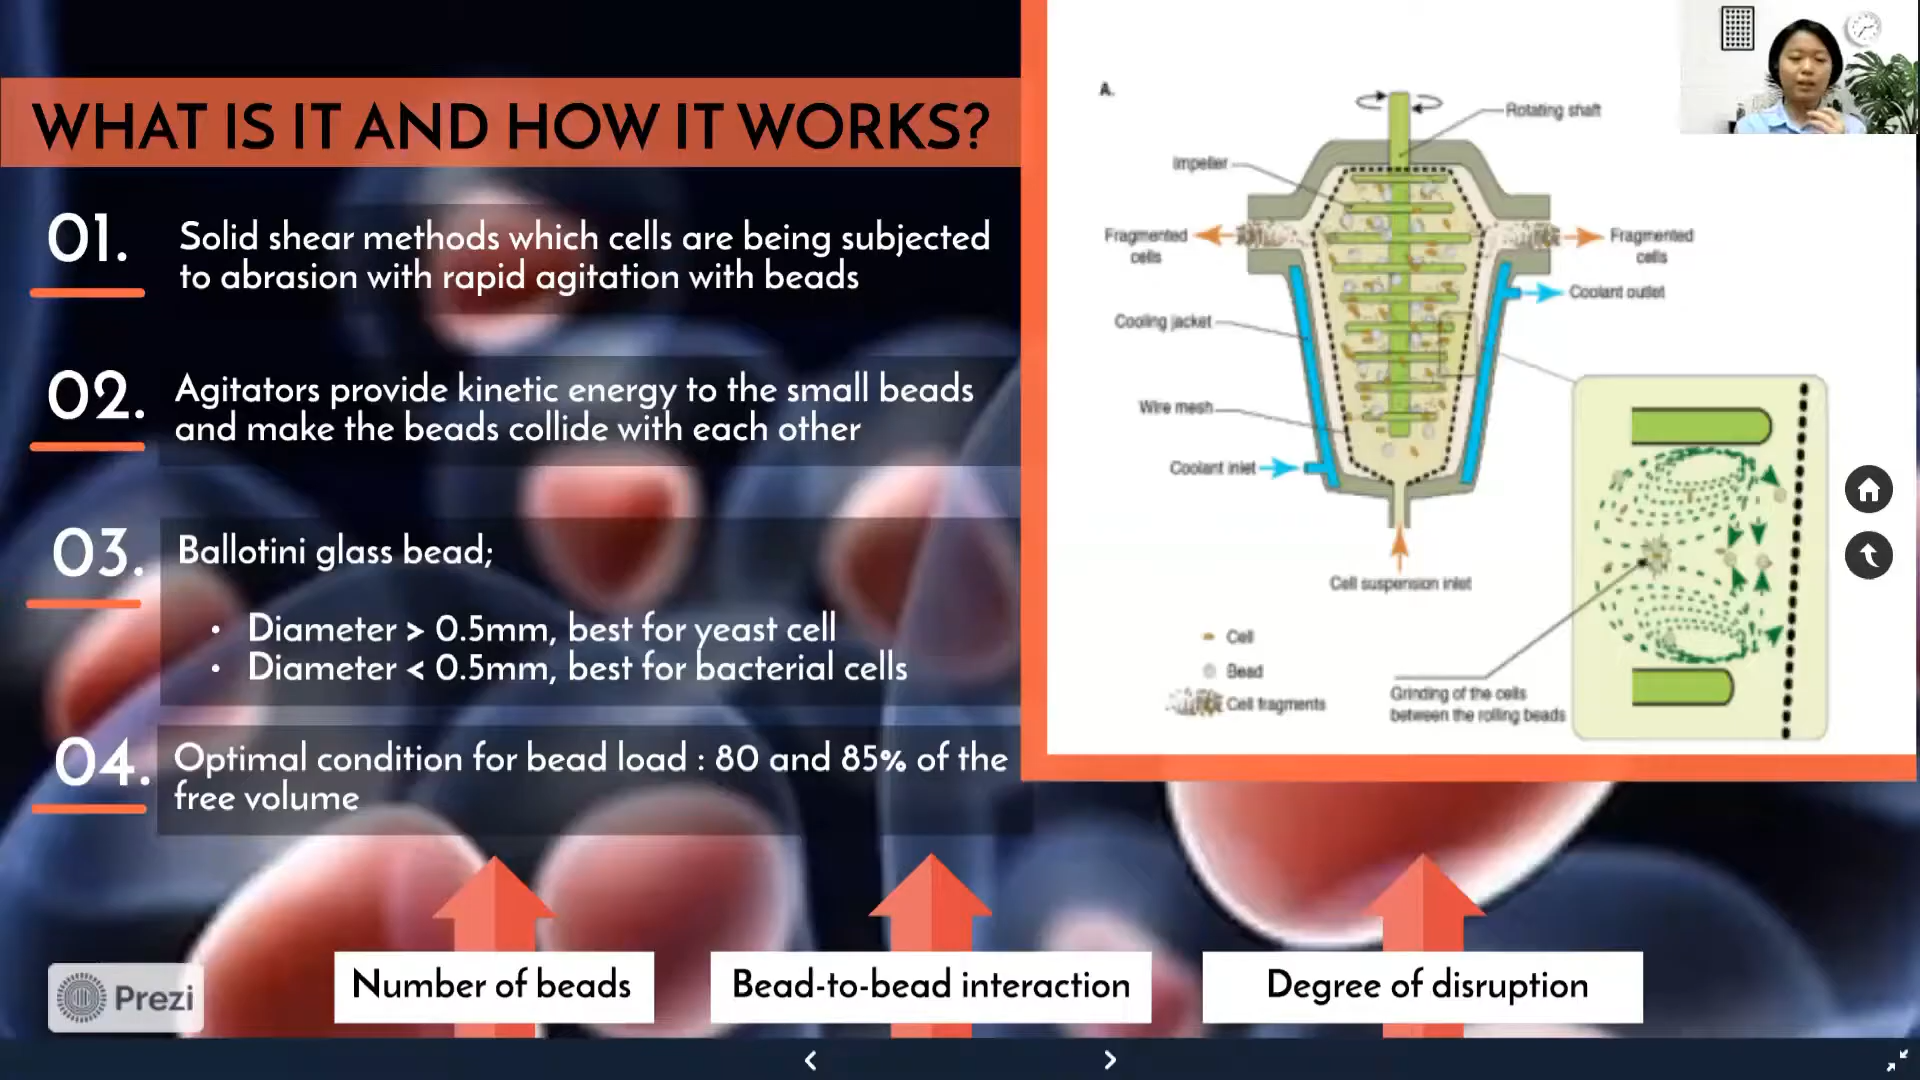 WHAT IS IT AND HOW IT WORKS?
01.
Solid shear methods which cells are being subjected
to abrasion with rapid agitation with beads
02.
Agitators provide kinetic energy to the small beads
and make the beads collide with each other
03.
Ballotini glass bead;
• Diameter > 0.5mm, best for yeast cell
• Diameter < 0.5mm, best for bacterial cells
04.
Optimal condition for bead load : 80 and 85% of the
free volume
A.
Rotating shaft
Impeller
Fragmented
cells
Fragmented
cells
Coolant outlet
Cooling jacket
Wire mesh
Coolant inlet
Cell suspension inlet
Cell
Bead
Cell fragments
Grinding of the cells
between the rolling beads
Number of beads
Bead-to-bead interaction
Degree of disruption
Prezi